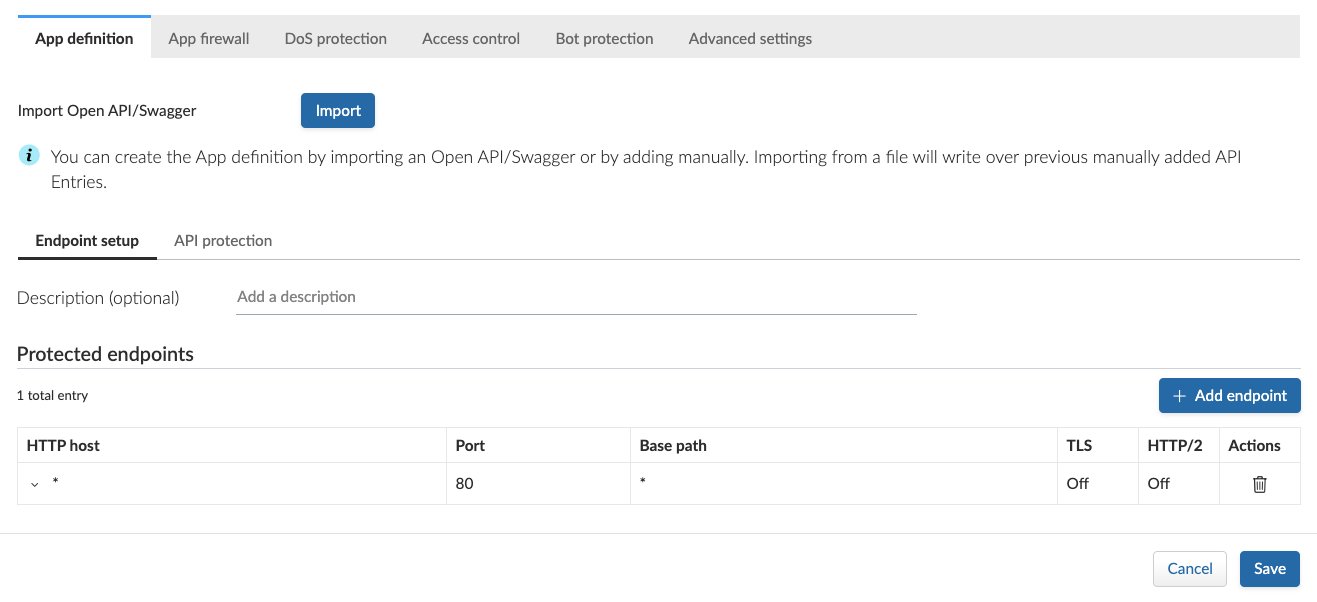 App definition App firewall DoS protection Access control Bot protection Advanced settings
Import Open API/Swagger Import
i You can create the App definition by importing an Open API/Swagger or by adding manually. Importing from a file will write over previous manually added API
Entries.
Endpoint setup API protection
Description (optional) Add a description
Protected endpoints
1 total entry + Add endpoint
HTTP host Port Base path TLS HTTP/2 Actions
* 80 * Off Off
Cancel Save